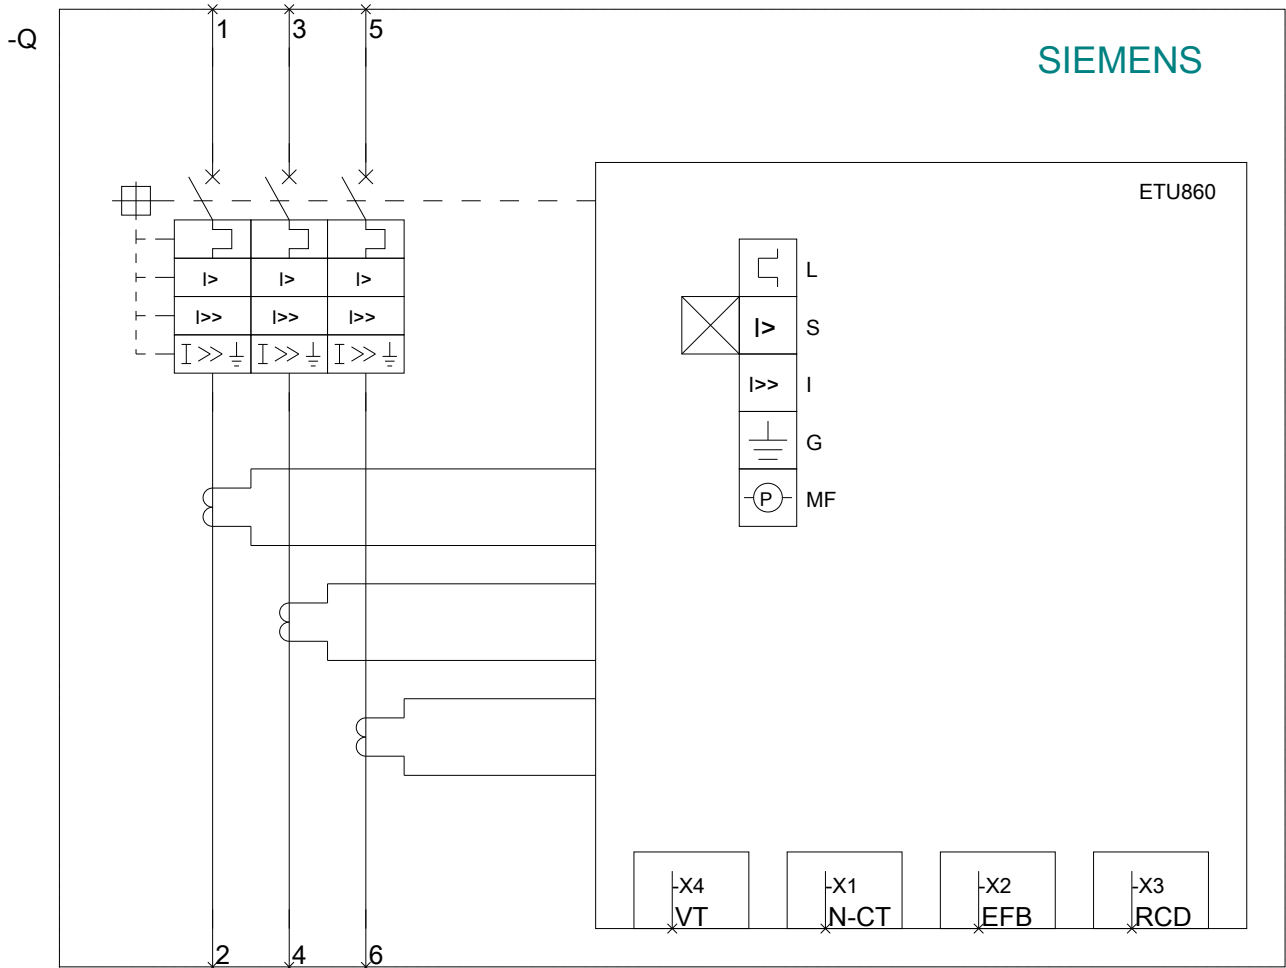 1 3 5
-Q
SIEMENS
ETU860
L
I> I> I> I> S
I>> I>> I>>
I>> I>> I>> I>> I
G
P MF
-X4 -X1 -X2 -X3
VT N-CT EFB RCD
2 4 6